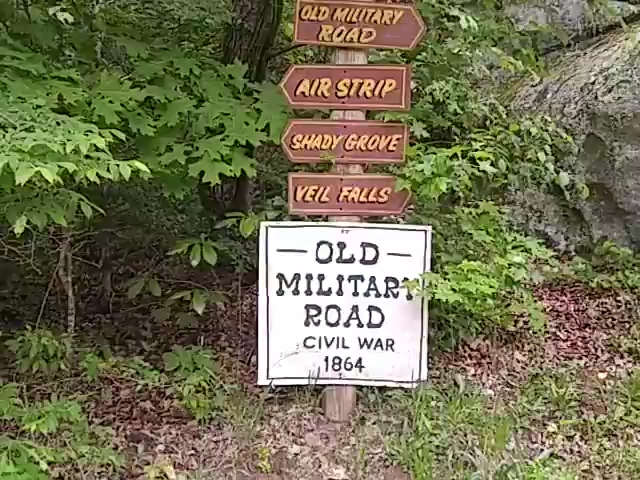 OLD MILITARY
ROAD
AIR STRIP
SHADY GROVE
VEIL FALLS
— OLD —
MILITARY
ROAD
CIVIL WAR
1864